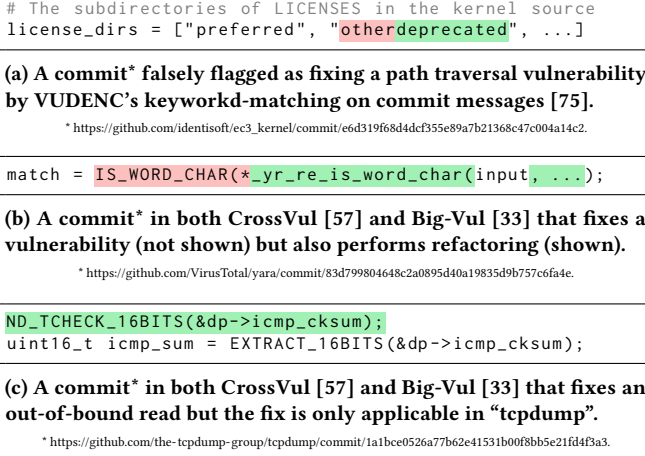 # The subdirectories of LICENSES in the kernel source
license_dirs = ["preferred", "otherdeprecated", ...]
(a) A commit* falsely flagged as fixing a path traversal vulnerability
by VUDENC's keyworkd-matching on commit messages [75].
* https://github.com/identisoft/ec3_kernel/commit/e6d319f68d4dcf355e89a7b21368c47c004a14c2.
match = IS_WORD_CHAR(*_yr_re_is_word_char(input, ...);
(b) A commit* in both CrossVul [57] and Big-Vul [33] that fixes a
vulnerability (not shown) but also performs refactoring (shown).
* https://github.com/VirusTotal/yara/commit/83d799804648c2a0895d40a19835d9b757c6fa4e.
ND_TCHECK_16BITS(&dp->icmp_cksum);
uint16_t icmp_sum = EXTRACT_16BITS(&dp->icmp_cksum);
(c) A commit* in both CrossVul [57] and Big-Vul [33] that fixes an
out-of-bound read but the fix is only applicable in “tcpdump”.
* https://github.com/the-tcpdump-group/tcpdump/commit/1a1bce0526a77b62e41531b00f8bb5e21fd4f3a3.